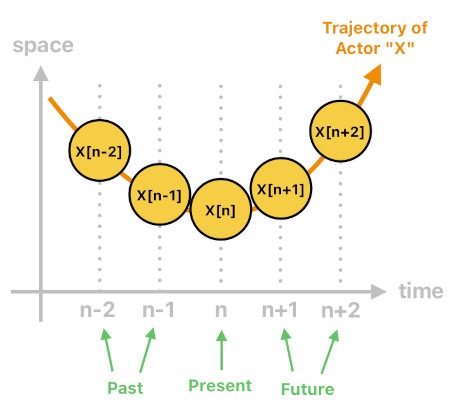 Trajectory of
Actor "X"
space
X[n-2]
X[n-1]
X[n]
X[n+1]
X[n+2]
time
n-2 n-1 n n+1 n+2
Past Present Future